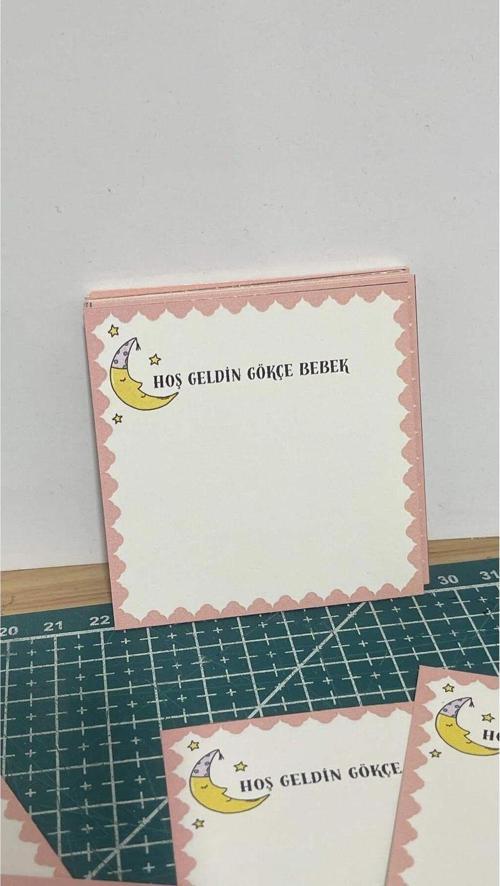 HOŞ GELDİN GÖKÇE BEBEK
20 21 22 30 31
HOŞ GELDİN GÖKÇE